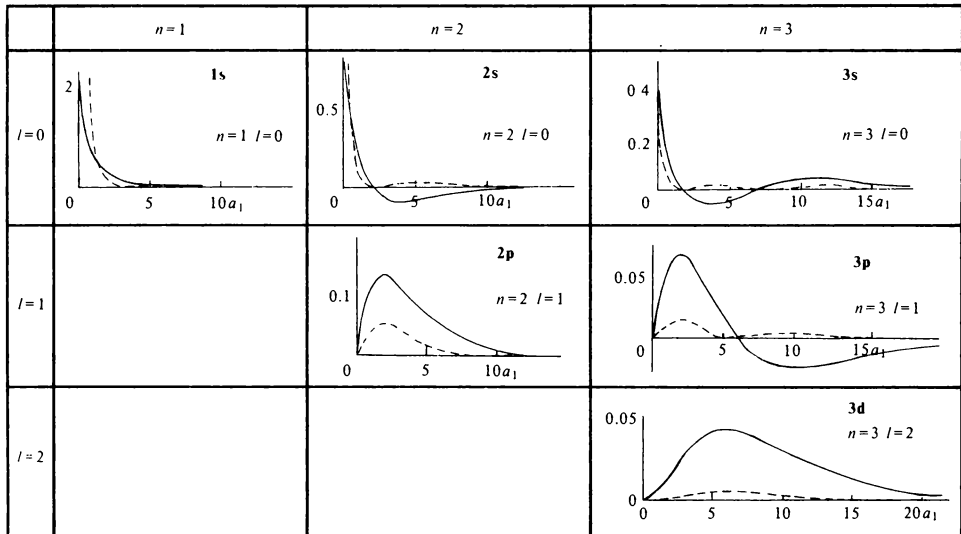 n=1 n=2 n=3
l=0
1s
2
n=1 l=0
5 10a₁
2s
0.5
n=2 l=0
0 5 10a₁
3s
0 4
0.2
n=3 l=0
0 5 10 15a₁
l=1
2p
0.1
n=2 l=1
0 5 10a₁
3p
0.05
n=3 l=1
0 5 10 15a₁
l=2
3d
0.05
n=3 l=2
0
0 5 10 15 20a₁